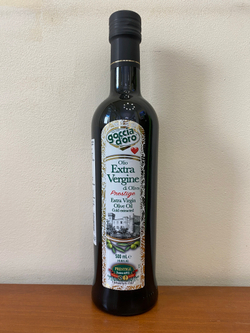 goccia
d'oro
Olio
Extra
Vergine
di Oliva
Prestige
Extra Virgin
Olive Oil
Cold extracted
500 mL